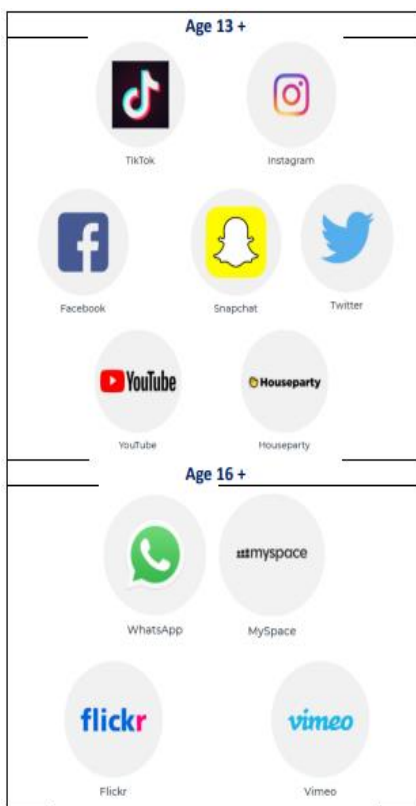 Age 13 +
TikTok
Instagram
Facebook
Snapchat
Twitter
YouTube
Houseparty
YouTube
Houseparty
Age 16 +
myspace
WhatsApp
MySpace
flickr
vimeo
Flickr
Vimeo